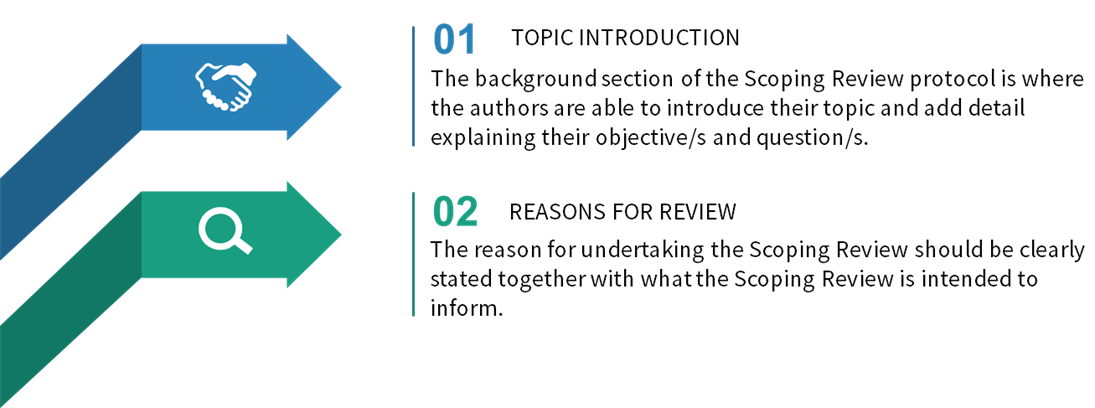 01 TOPIC INTRODUCTION
The background section of the Scoping Review protocol is where
the authors are able to introduce their topic and add detail
explaining their objective/s and question/s.
02 REASONS FOR REVIEW
The reason for undertaking the Scoping Review should be clearly
stated together with what the Scoping Review is intended to
inform.